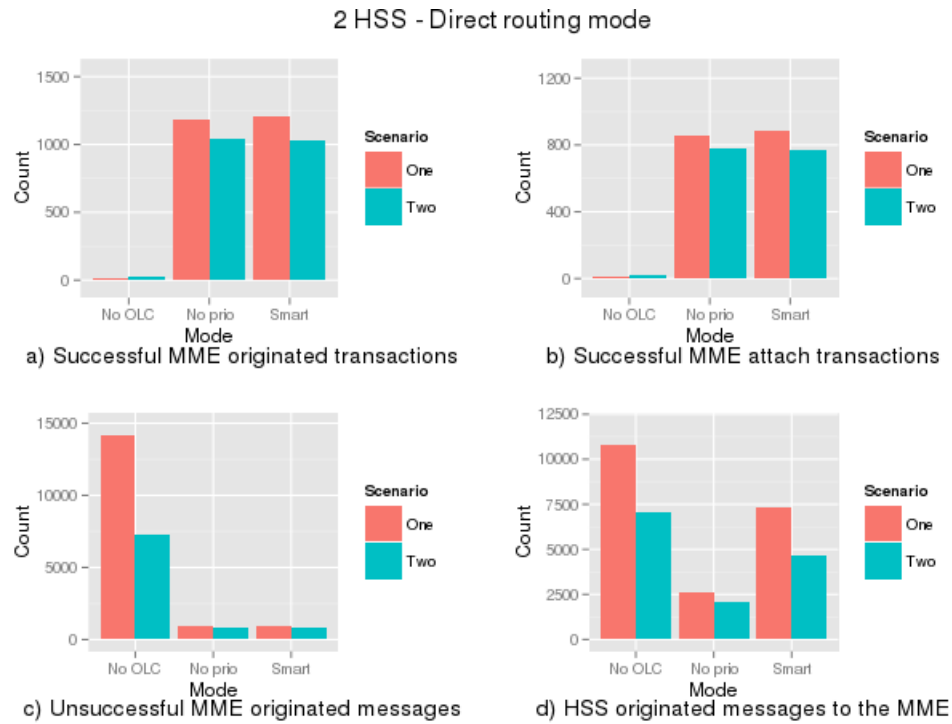 2 HSS - Direct routing mode
Count
1500
1000
500
0
No OLC No prio Smart
Mode
Scenario
One
Two
a) Successful MME originated transactions
Count
1200
800
400
0
No OLC No prio Smart
Mode
Scenario
One
Two
b) Successful MME attach transactions
Count
15000
10000
5000
0
No OLC No prio Smart
Mode
Scenario
One
Two
c) Unsuccessful MME originated messages
Count
12500
10000
7500
5000
2500
0
No OLC No prio Smart
Mode
Scenario
One
Two
d) HSS originated messages to the MME